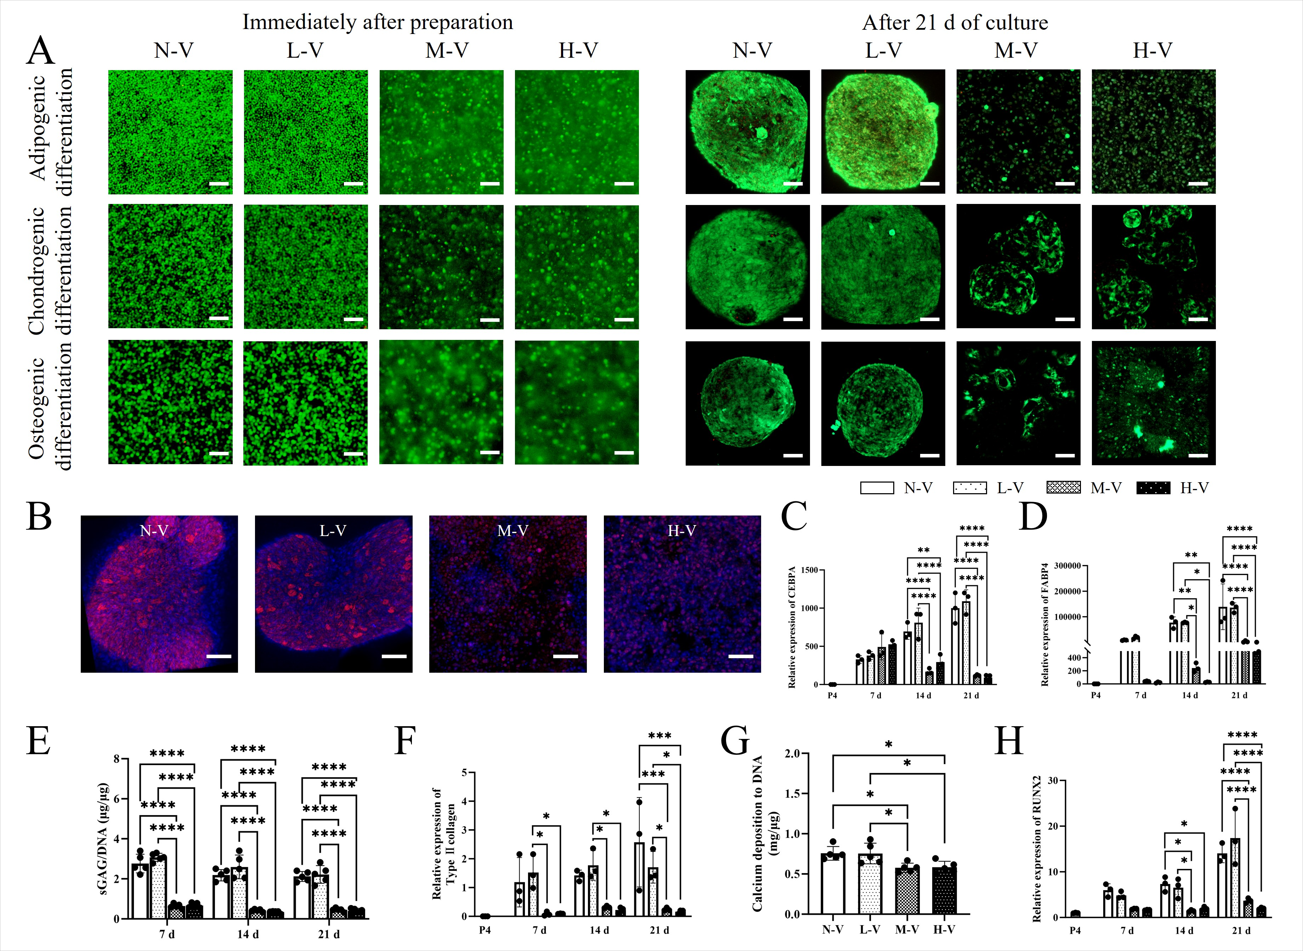 Immediately after preparation
After 21 d of culture
A
N-V L-V M-V H-V
N-V L-V M-V H-V
Adipogenic
differentiation
Chondrogenic
differentiation
Osteogenic
differentiation
N-V L-V M-V H-V
B
N-V L-V M-V H-V
C
Relative expression of CEBPA
1500
1000
500
0
** **** **** ****
**** **** **** ****
P4 7 d 14 d 21 d
D
Relative expression of FABP4
300000
200000
100000
400
200
0
** * ** *
**** **** **** ****
P4 7 d 14 d 21 d
E
sGAG/DNA (μg/μg)
8
6
4
2
0
**** **** **** ****
**** **** **** ****
**** **** **** ****
7 d 14 d 21 d
F
Relative expression of
Type II collagen
5
4
3
2
1
0
* *
* *
*** * *** *
P4 7 d 14 d 21 d
G
Calcium deposition to DNA
(mg/μg)
2.0
1.5
1.0
0.5
0.0
*
*
*
*
N-V L-V M-V H-V
H
Relative expression of RUNX2
30
20
10
0
* * * *
**** **** **** ****
P4 7 d 14 d 21 d